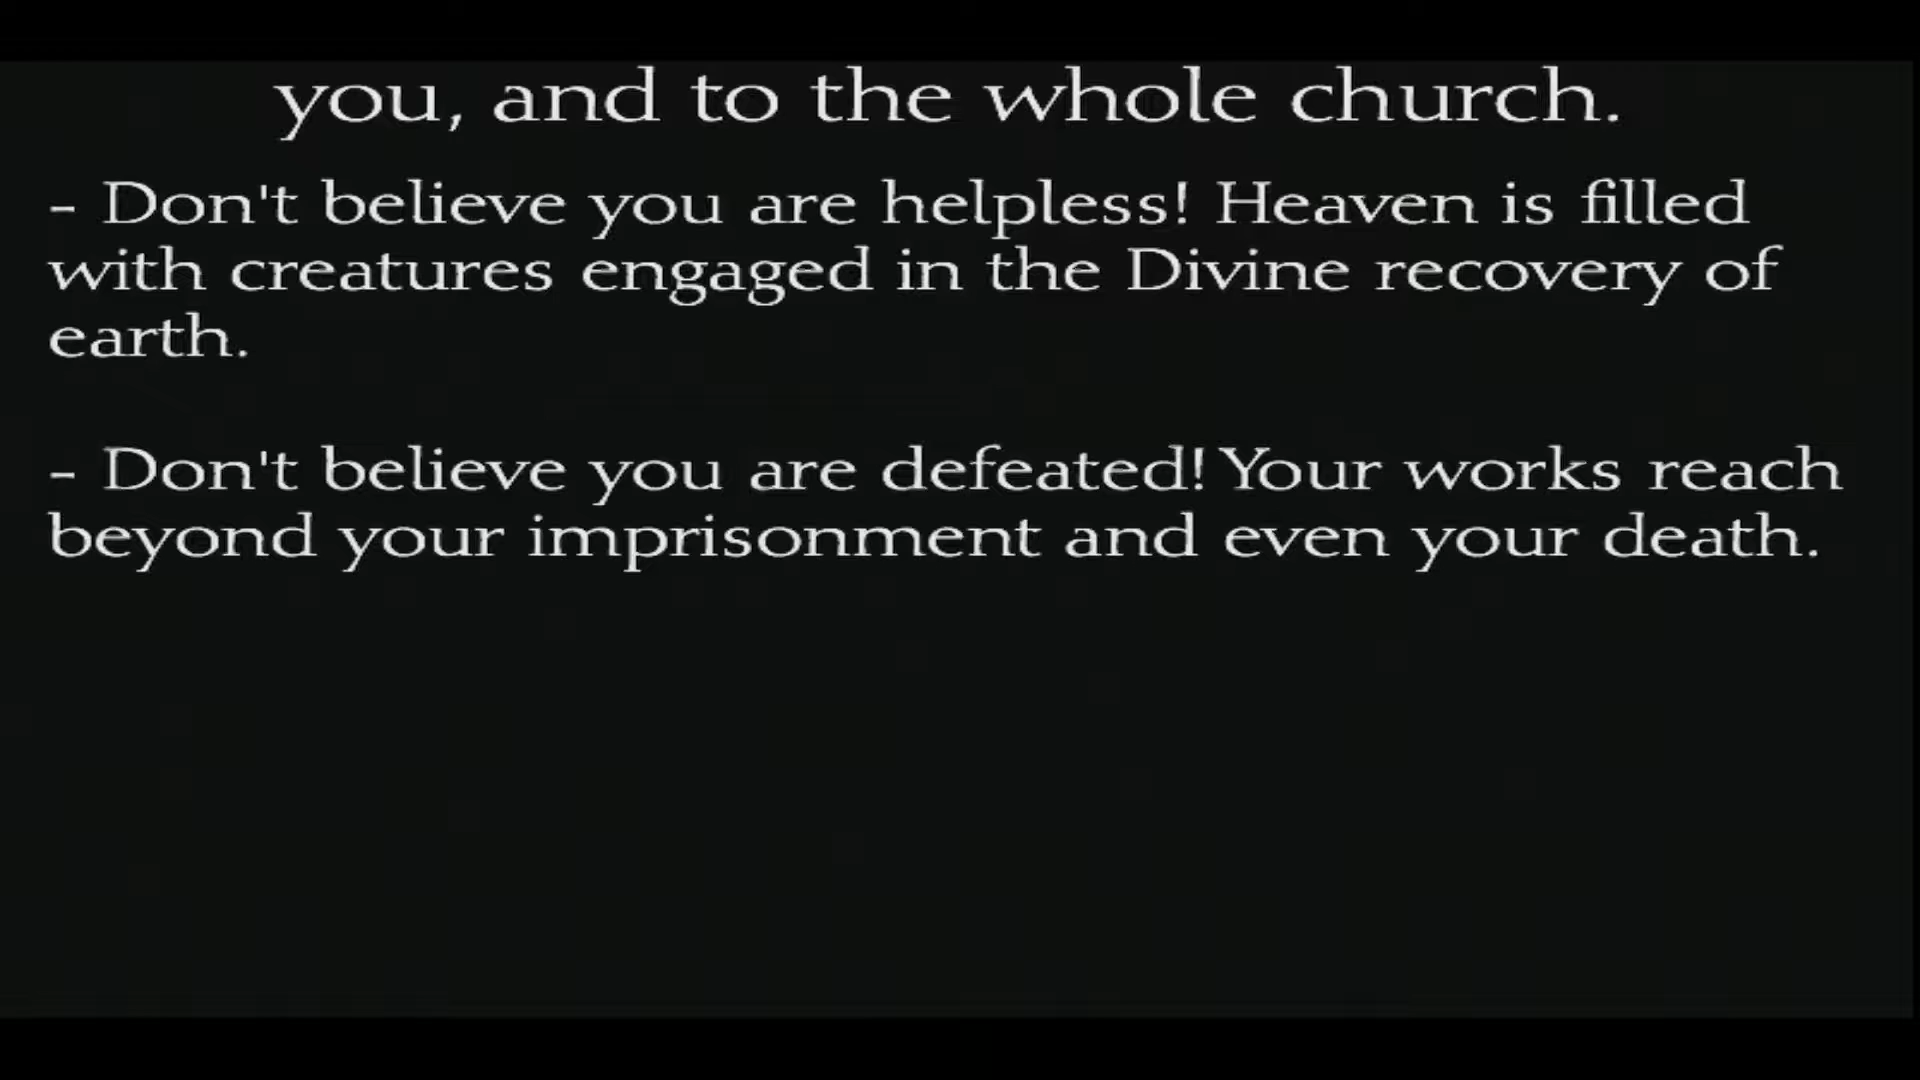 you, and to the whole church.
- Don't believe you are helpless! Heaven is filled
with creatures engaged in the Divine recovery of
earth.
- Don't believe you are defeated! Your works reach
beyond your imprisonment and even your death.